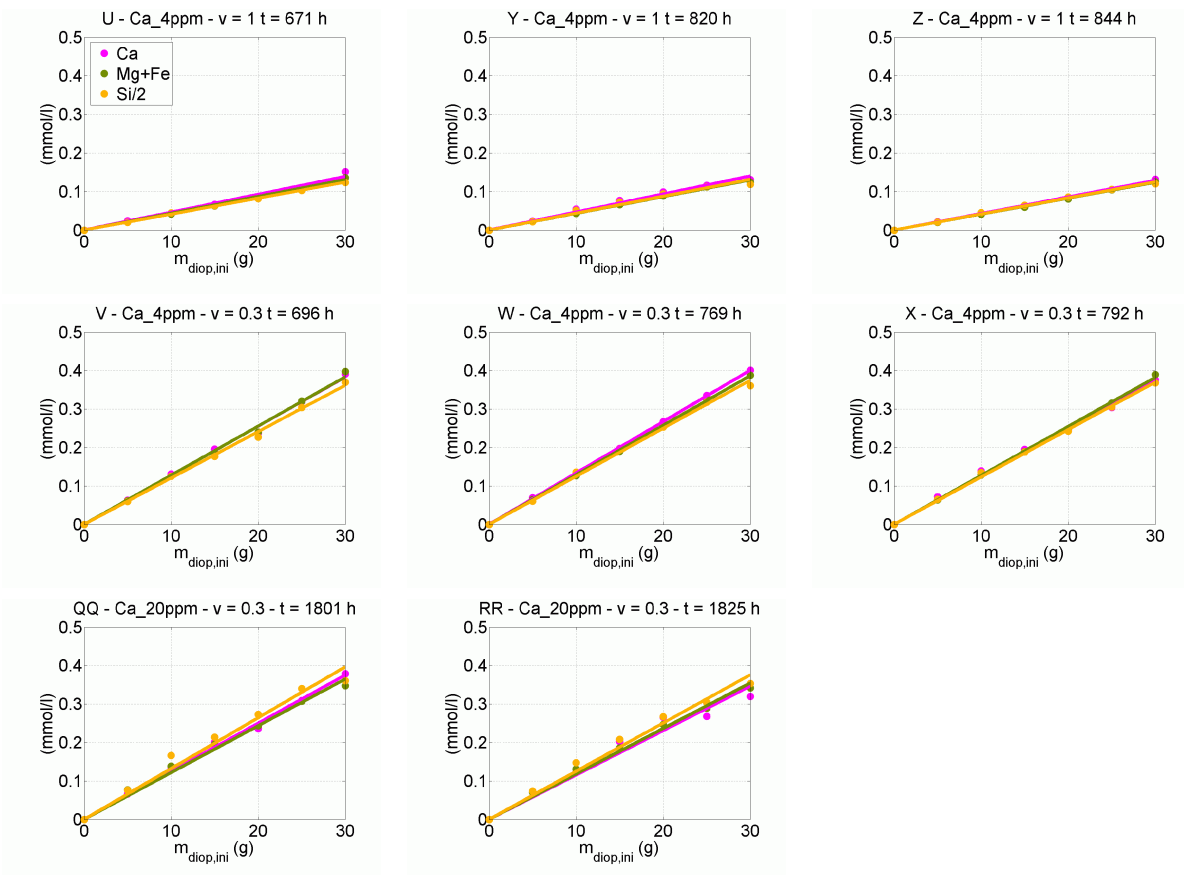 U - Ca_4ppm - v = 1 t = 671 h
0.5
0.4
0.3
0.2
0.1
0
(mmol/l)
Ca
Mg+Fe
Si/2
0 10 20 30
m_diop,ini (g)
Y - Ca_4ppm - v = 1 t = 820 h
0.5
0.4
0.3
0.2
0.1
0
(mmol/l)
0 10 20 30
m_diop,ini (g)
Z - Ca_4ppm - v = 1 t = 844 h
0.5
0.4
0.3
0.2
0.1
0
(mmol/l)
0 10 20 30
m_diop,ini (g)
V - Ca_4ppm - v = 0.3 t = 696 h
0.5
0.4
0.3
0.2
0.1
0
(mmol/l)
0 10 20 30
m_diop,ini (g)
W - Ca_4ppm - v = 0.3 t = 769 h
0.5
0.4
0.3
0.2
0.1
0
(mmol/l)
0 10 20 30
m_diop,ini (g)
X - Ca_4ppm - v = 0.3 t = 792 h
0.5
0.4
0.3
0.2
0.1
0
(mmol/l)
0 10 20 30
m_diop,ini (g)
QQ - Ca_20ppm - v = 0.3 - t = 1801 h
0.5
0.4
0.3
0.2
0.1
0
(mmol/l)
0 10 20 30
m_diop,ini (g)
RR - Ca_20ppm - v = 0.3 - t = 1825 h
0.5
0.4
0.3
0.2
0.1
0
(mmol/l)
0 10 20 30
m_diop,ini (g)